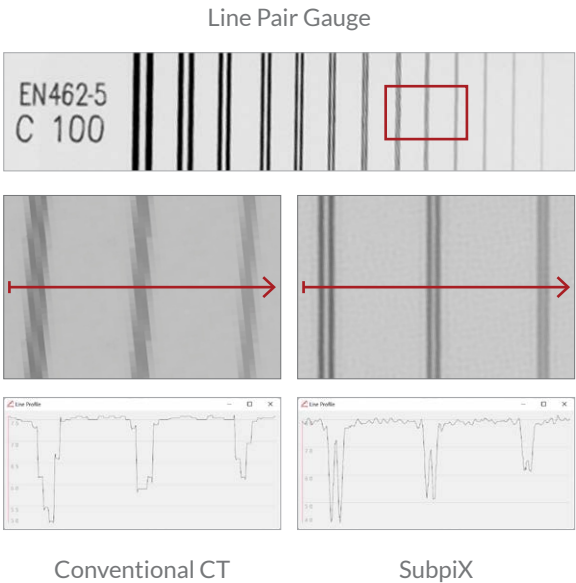 Line Pair Gauge
EN462-5
C 100
Line Profile
Line Profile
Conventional CT
SubpiX